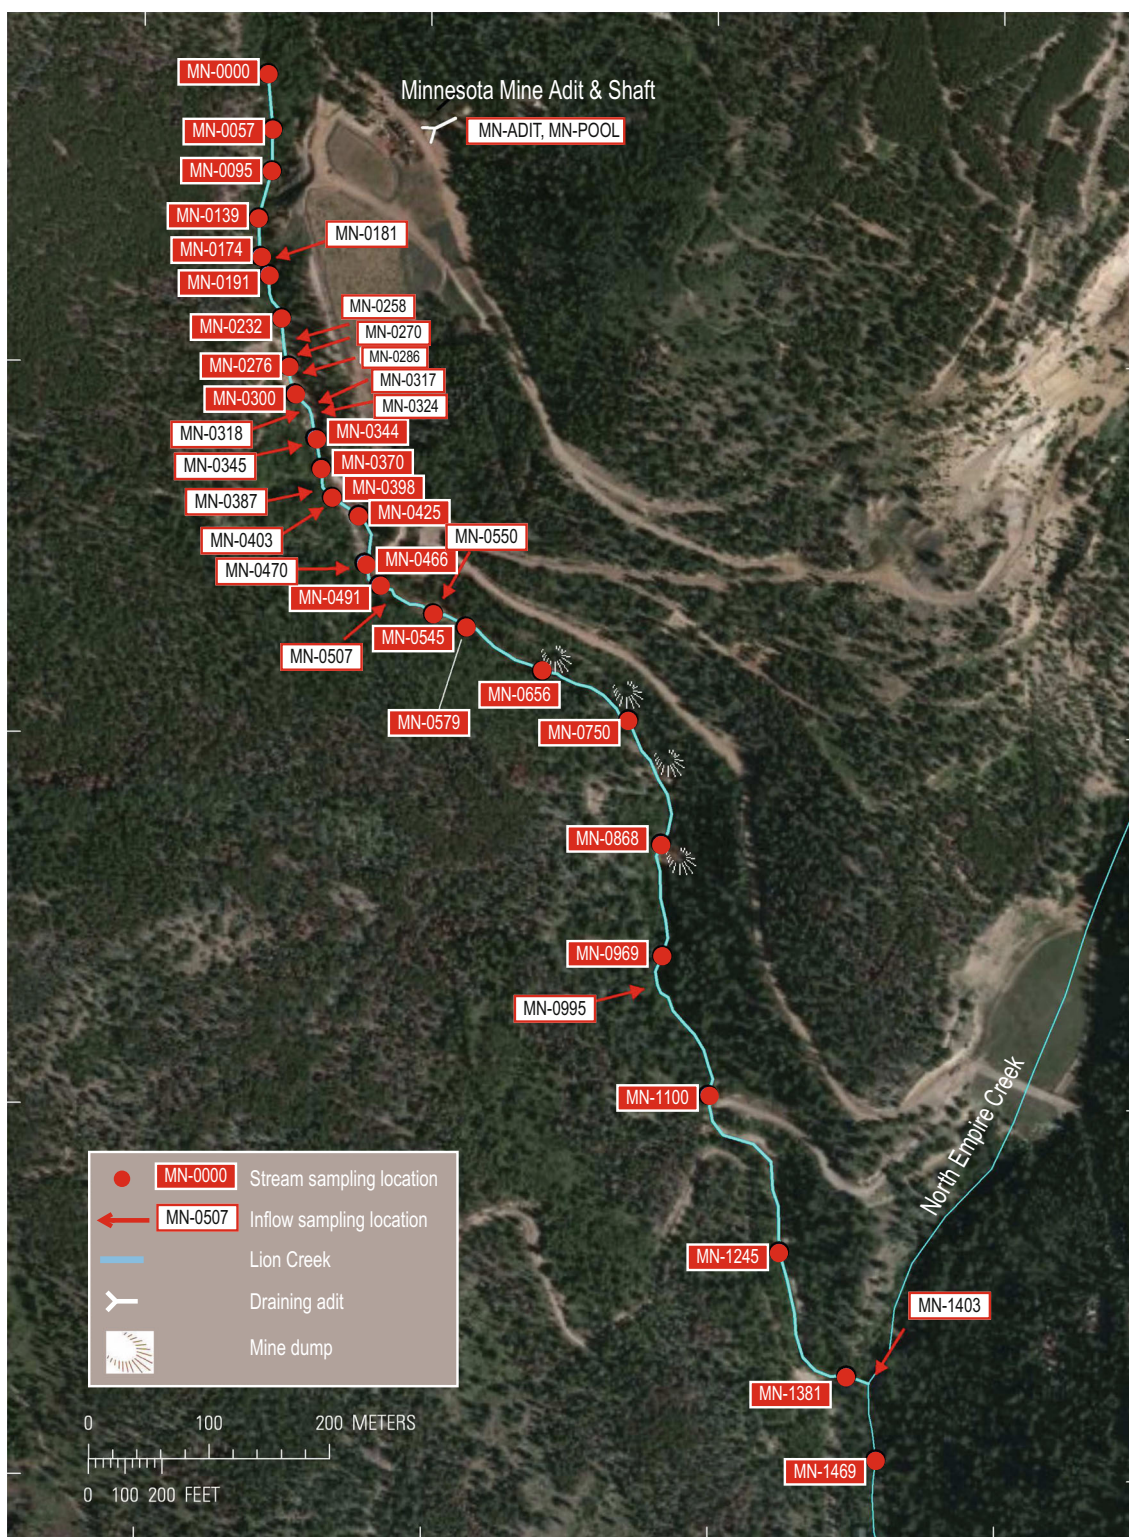 MN-0000
Minnesota Mine Adit & Shaft
MN-ADIT, MN-POOL
MN-0057
MN-0095
MN-0139
MN-0181
MN-0174
MN-0191
MN-0258
MN-0232
MN-0270
MN-0286
MN-0276
MN-0317
MN-0300
MN-0324
MN-0318
MN-0344
MN-0345
MN-0370
MN-0398
MN-0387
MN-0425
MN-0403
MN-0550
MN-0466
MN-0470
MN-0491
MN-0545
MN-0507
MN-0656
MN-0579
MN-0750
MN-0868
MN-0969
MN-0995
MN-1100
North Empire Creek
MN-1245
MN-1403
MN-1381
MN-1469
MN-0000 Stream sampling location
MN-0507 Inflow sampling location
Lion Creek
Draining adit
Mine dump
0 100 200 METERS
0 100 200 FEET